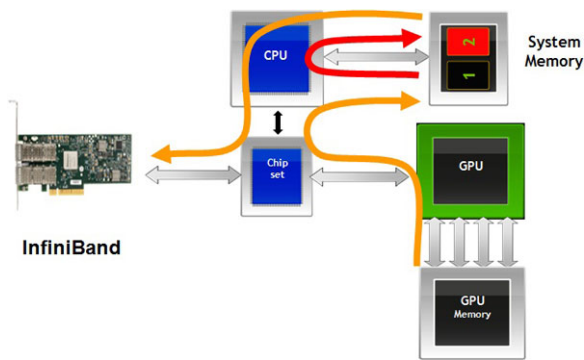 CPU
2
1
System
Memory
Chip
set
GPU
InfiniBand
GPU
Memory